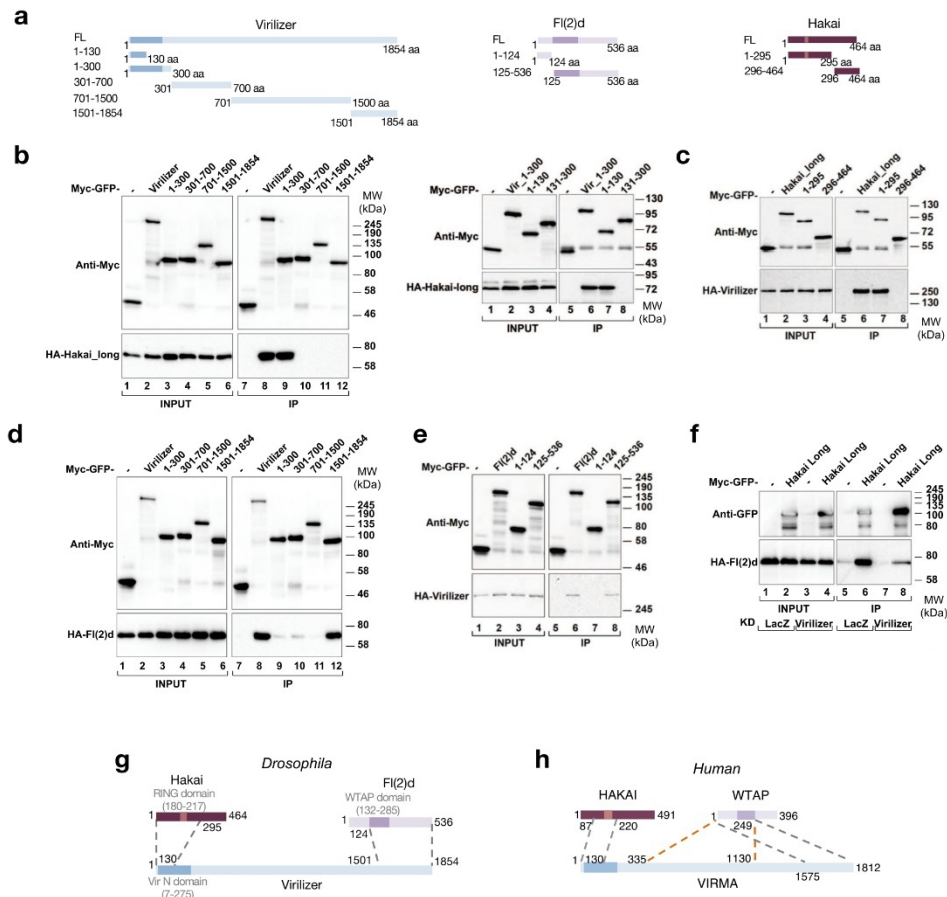 a
Virilizer
FL
1
1854 aa
1-130
1
130 aa
1-300
1
300 aa
301-700
301
700 aa
701-1500
701
1500 aa
1501-1854
1501
1854 aa
Fl(2)d
FL
1
536 aa
1-124
1
124 aa
125-536
125
536 aa
Hakai
FL
1
464 aa
1-295
1
295 aa
296-464
296
464 aa
b
Myc-GFP-
- Virilizer 1-300 301-700 701-1500 1501-1854
- Virilizer 1-300 301-700 701-1500 1501-1854
MW
(kDa)
Anti-Myc
245
190
135
100
80
58
46
HA-Hakai_long
80
58
1 2 3 4 5 6 7 8 9 10 11 12
INPUT IP
Myc-GFP-
- Vir_1-300 1-130 131-300
- Vir_1-300 1-130 131-300
130
95
72
55
43
Anti-Myc
HA-Hakai-long
95
72
1 2 3 4 5 6 7 8
MW
(kDa)
INPUT IP
c
Myc-GFP-
- Hakai_long 1-295 296-464
- Hakai_long 1-295 296-464
130
95
72
55
43
Anti-Myc
HA-Virilizer
250
130
1 2 3 4 5 6 7 8
MW
(kDa)
INPUT IP
d
Myc-GFP-
- Virilizer 1-300 301-700 701-1500 1501-1854
- Virilizer 1-300 301-700 701-1500 1501-1854
MW
(kDa)
Anti-Myc
245
190
135
100
80
58
46
HA-Fl(2)d
80
58
1 2 3 4 5 6 7 8 9 10 11 12
INPUT IP
e
Myc-GFP-
- Fl(2)d 1-124 125-536
- Fl(2)d 1-124 125-536
245
190
135
100
80
58
46
Anti-Myc
HA-Virilizer
245
1 2 3 4 5 6 7 8
MW
(kDa)
INPUT IP
f
Myc-GFP-
- Hakai Long - Hakai Long
- Hakai Long - Hakai Long
245
190
135
100
80
Anti-GFP
HA-Fl(2)d
80
58
1 2 3 4 5 6 7 8
MW
(kDa)
INPUT IP
KD
LacZ Virilizer LacZ Virilizer
g
Drosophila
Hakai
RING domain
(180-217)
1
464
295
Fl(2)d
WTAP domain
(132-285)
1
536
124
1
130
1501
1854
Vir N domain
(7-275)
Virilizer
h
Human
HAKAI
1
491
87
220
WTAP
1
249
396
1
130
335
1130
1812
VIRMA
1575